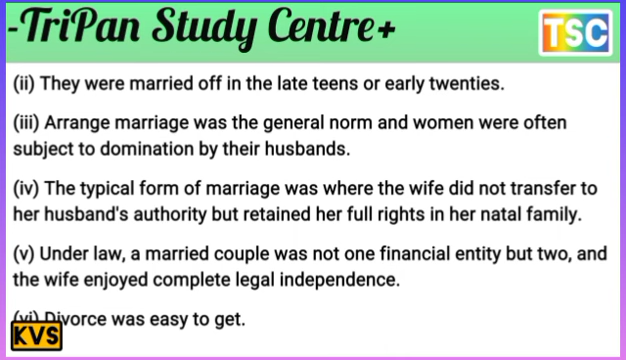 -TriPan Study Centre+
TSC
(ii) They were married off in the late teens or early twenties.
(iii) Arrange marriage was the general norm and women were often
subject to domination by their husbands.
(iv) The typical form of marriage was where the wife did not transfer to
her husband's authority but retained her full rights in her natal family.
(v) Under law, a married couple was not one financial entity but two, and
the wife enjoyed complete legal independence.
(vi) Divorce was easy to get.
KVS